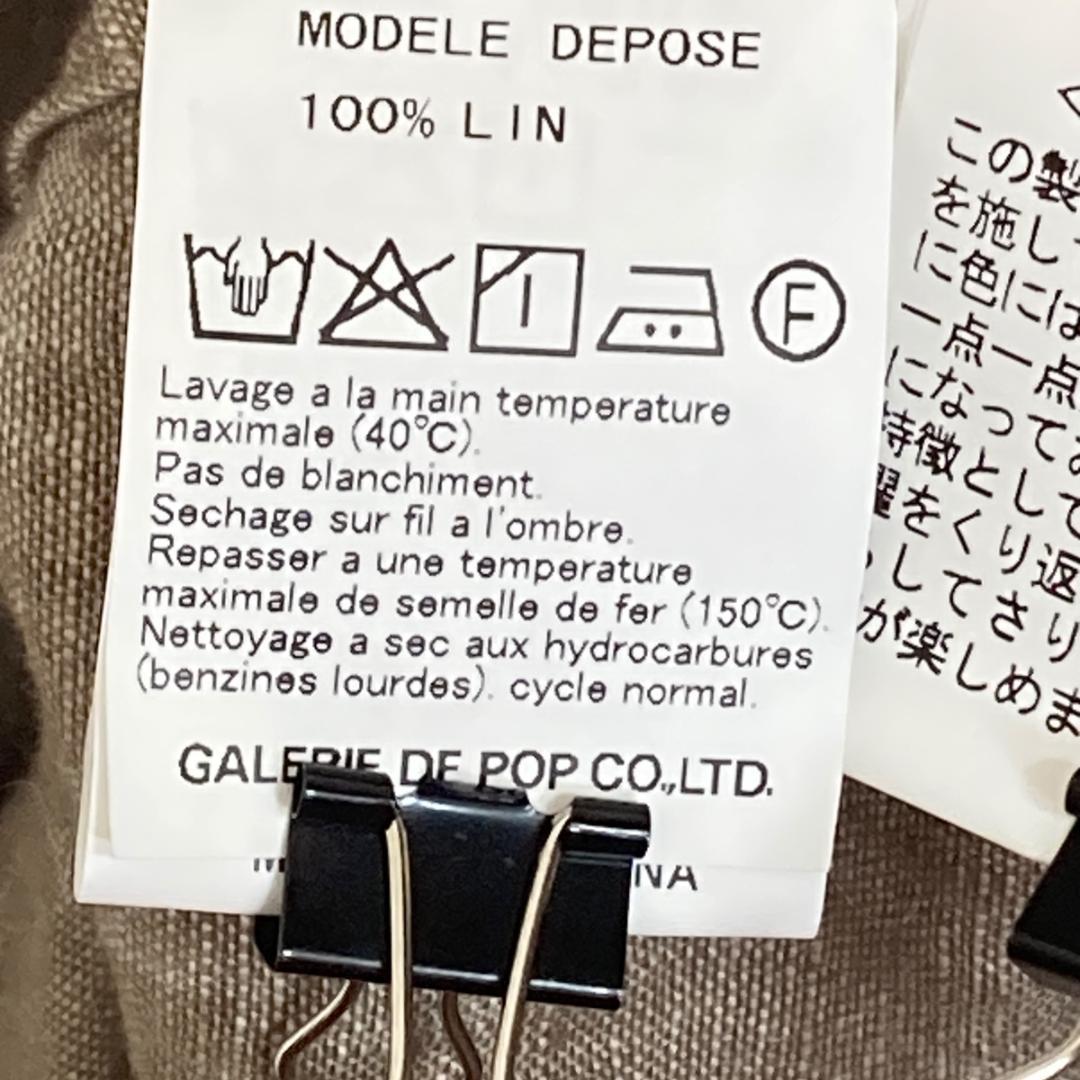 MODELE DEPOSE
100% LIN
F
Lavage a la main temperature
maximale (40℃).
Pas de blanchiment.
Sechage sur fil a l'ombre.
Repasser a une temperature
maximale de semelle de fer (150℃).
Nettoyage a sec aux hydrocarbures
(benzines lourdes). cycle normal.
GALERIE DE POP CO.,LTD.
この製
を施し
に色には
一点一点
になって
特徴として
をくり返
してさり
が楽しめま